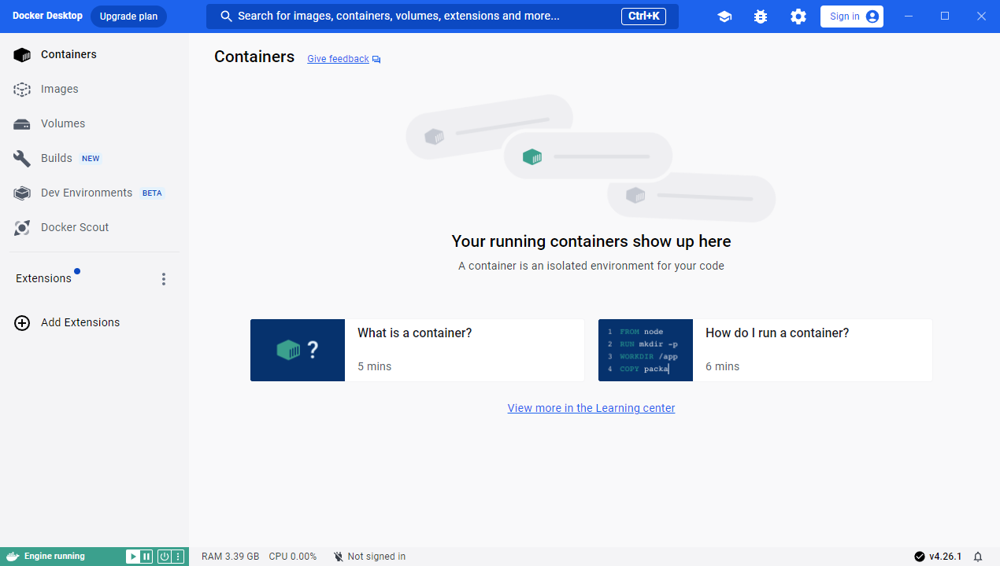 Docker Desktop
Upgrade plan
Search for images, containers, volumes, extensions and more...
Ctrl+K
Sign in
Containers
Images
Volumes
Builds NEW
Dev Environments BETA
Docker Scout
Extensions
Add Extensions
Containers
Give feedback
Your running containers show up here
A container is an isolated environment for your code
?
What is a container?
5 mins
1 FROM node
2 RUN mkdir -p
3 WORKDIR /app
4 COPY packa
How do I run a container?
6 mins
View more in the Learning center
Engine running
RAM 3.39 GB CPU 0.00% Not signed in
v4.26.1